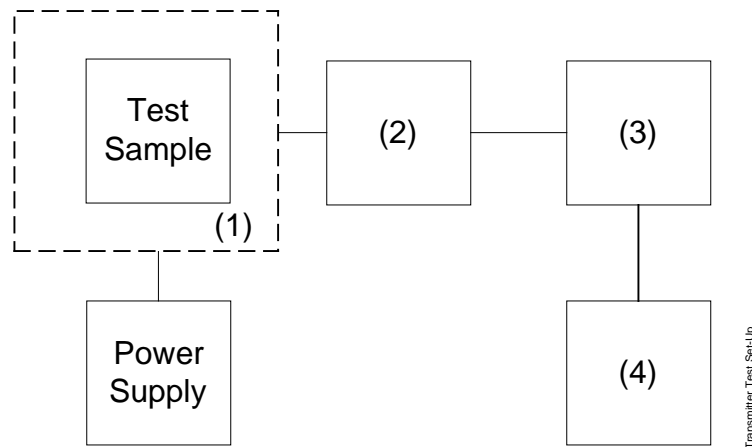 Test
Sample
(1)
(2)
(3)
Power
Supply
(4)
Transmitter Test Set-Up